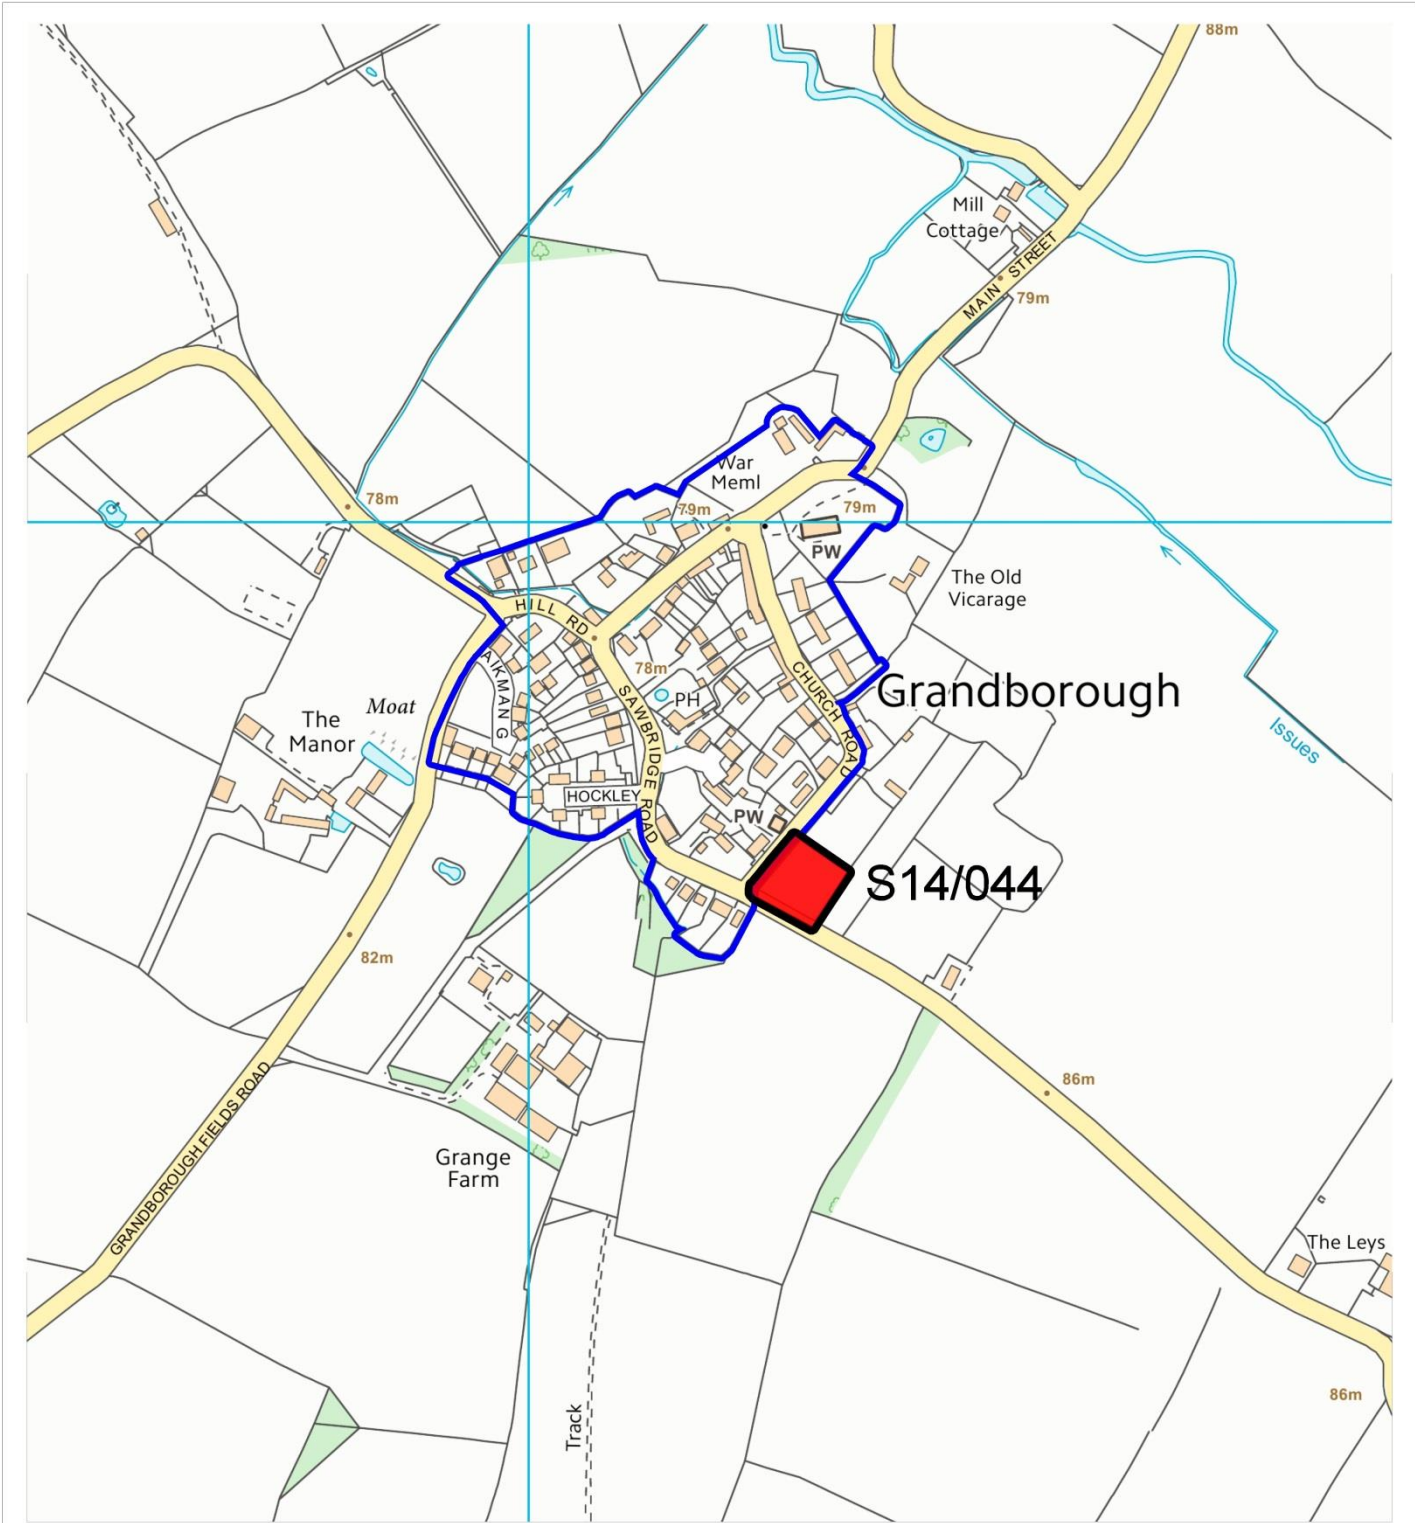 88m
Mill
Cottage
MAIN STREET
79m
War
Meml
78m
79m
79m
PW
The Old
Vicarage
HILL RD
78m
AIKMAN G
SAWBRIDGE ROAD
PH
CHURCH ROAD
Grandborough
Moat
The
Manor
Issues
HOCKLEY
PW
S14/044
82m
86m
GRANDBOROUGH FIELDS ROAD
Grange
Farm
The Leys
86m
Track